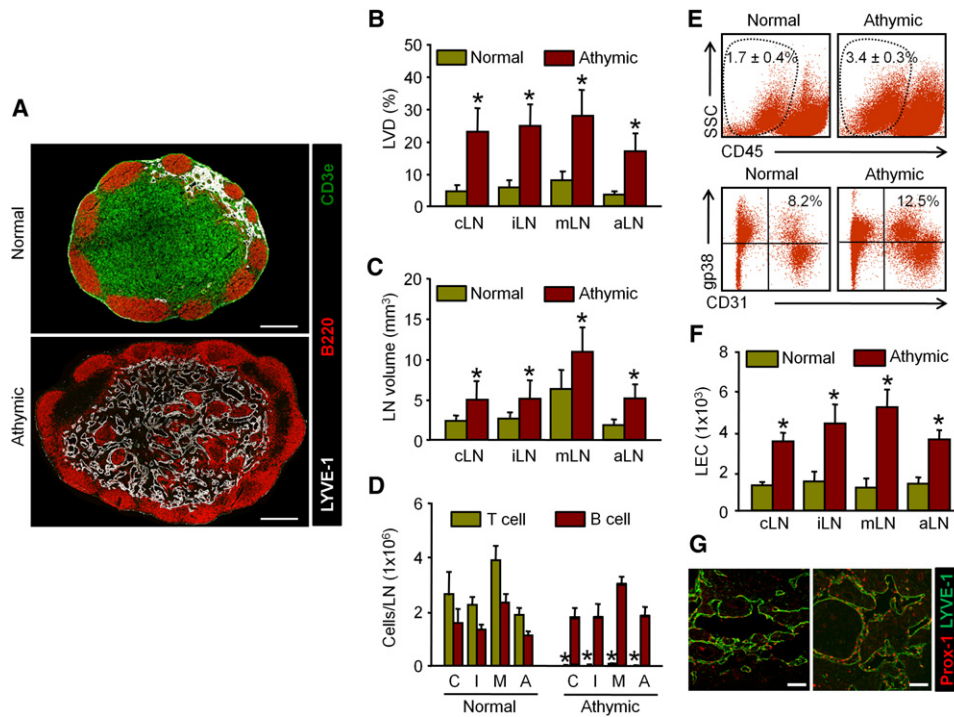 A
Normal
Athymic
CD3e
B220
LYVE-1
B
Normal
Athymic
LVD (%)
60
50
40
30
20
10
0
*
*
*
*
cLN
iLN
mLN
aLN
C
Normal
Athymic
LN volume (mm³)
20
15
10
5
0
*
*
*
*
cLN
iLN
mLN
aLN
D
T cell
B cell
Cells/LN (1x10⁶)
6
4
2
0
*
*
*
*
C
I
M
A
C
I
M
A
Normal
Athymic
E
Normal
Athymic
1.7 ± 0.4%
3.4 ± 0.3%
SSC
CD45
Normal
Athymic
8.2%
12.5%
gp38
CD31
F
Normal
Athymic
LEC (1x10³)
8
6
4
2
0
*
*
*
*
cLN
iLN
mLN
aLN
G
Prox-1 LYVE-1